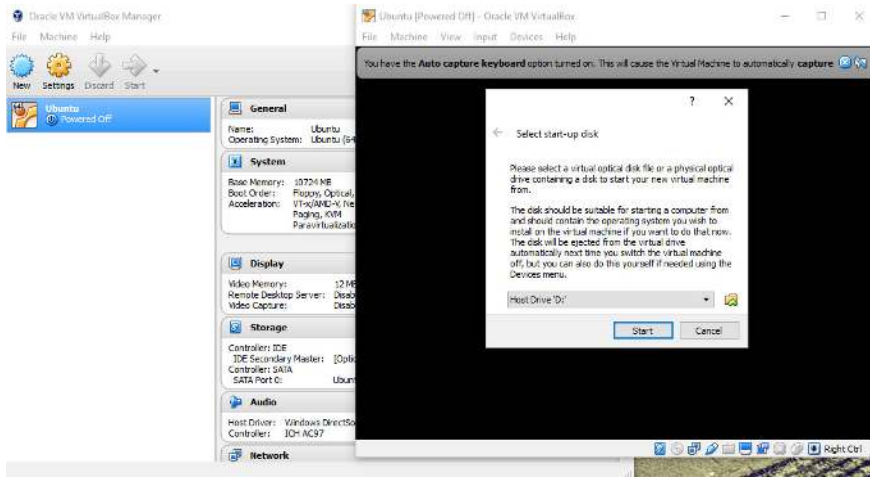 Oracle VM VirtualBox Manager
File Machine Help
New Settings Discard Start
Ubuntu
Powered Off
General
Name: Ubuntu
Operating System: Ubuntu (64
System
Base Memory: 10724 MB
Boot Order: Floppy, Optical,
Acceleration: VT-x/AMD-V, Ne
Paging, KVM
Paravirtualizatio
Display
Video Memory: 12 MB
Remote Desktop Server: Disab
Video Capture: Disab
Storage
Controller: IDE
IDE Secondary Master: [Optic
Controller: SATA
SATA Port 0: Ubun
Audio
Host Driver: Windows DirectSo
Controller: ICH AC97
Network
Ubuntu [Powered Off] - Oracle VM VirtualBox
File Machine View Input Devices Help
You have the Auto capture keyboard option turned on. This will cause the Virtual Machine to automatically capture
? 
Select start-up disk
Please select a virtual optical disk file or a physical optical
drive containing a disk to start your new virtual machine
from.
The disk should be suitable for starting a computer from
and should contain the operating system you wish to
install on the virtual machine if you want to do that now.
The disk will be ejected from the virtual drive
automatically next time you switch the virtual machine
off, but you can also do this yourself if needed using the
Devices menu.
Host Drive 'D:'
Start Cancel
Right Ctrl